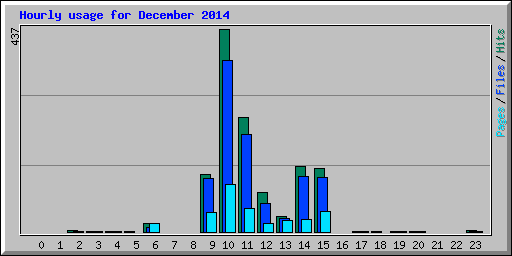 Hourly usage for December 2014
437
Pages / Files / Hits
0 1 2 3 4 5 6 7 8 9 10 11 12 13 14 15 16 17 18 19 20 21 22 23